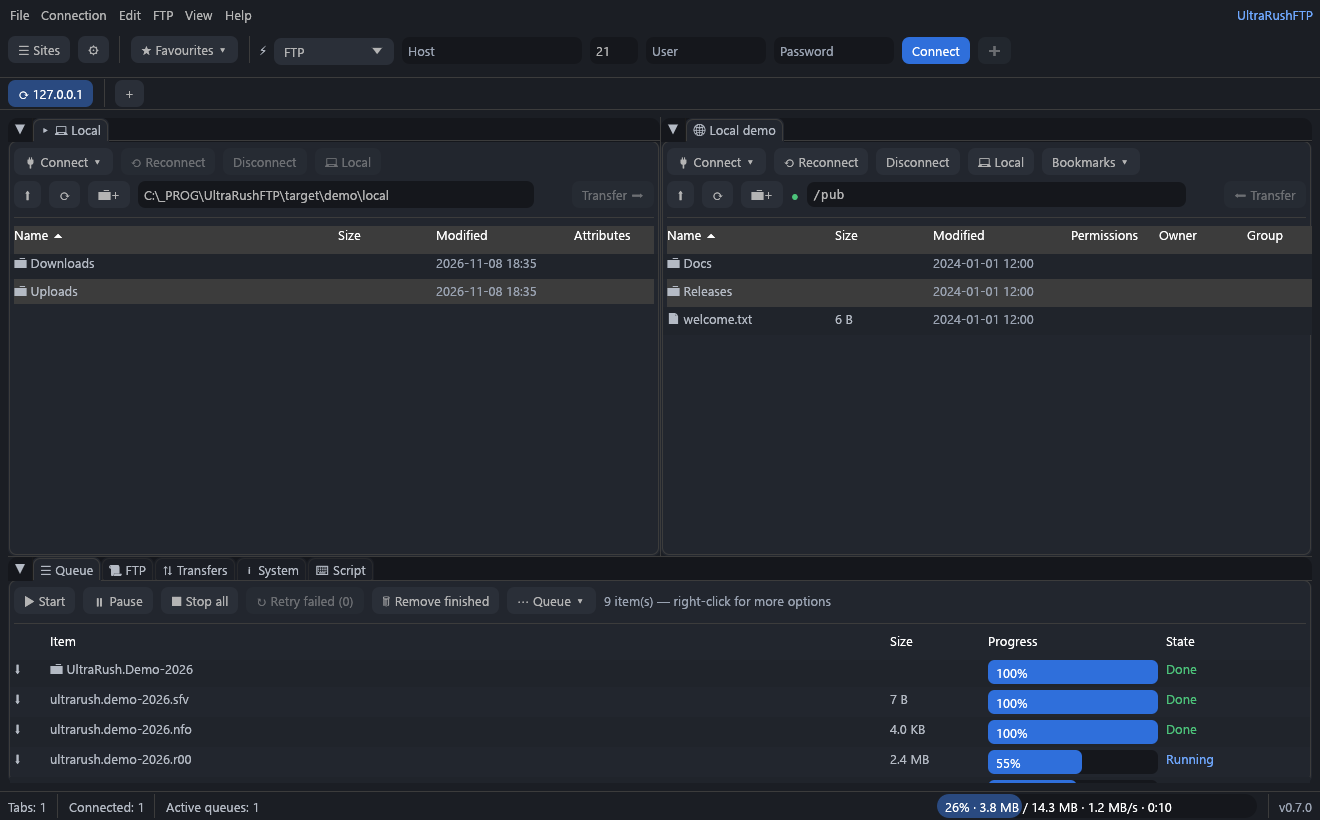 File Connection Edit FTP View Help UltraRushFTP
Sites Favourites FTP Host 21 User Password Connect +
127.0.0.1 +
Local
Connect Reconnect Disconnect Local
C:\_PROG\UltraRushFTP\target\demo\local Transfer
Name Size Modified Attributes
Downloads 2026-11-08 18:35
Uploads 2026-11-08 18:35
Local demo
Connect Reconnect Disconnect Local Bookmarks
/pub Transfer
Name Size Modified Permissions Owner Group
Docs 2024-01-01 12:00
Releases 2024-01-01 12:00
welcome.txt 6 B 2024-01-01 12:00
Queue FTP Transfers System Script
Start Pause Stop all Retry failed (0) Remove finished ··· Queue 9 item(s) — right-click for more options
Item Size Progress State
UltraRush.Demo-2026 100% Done
ultrarush.demo-2026.sfv 7 B 100% Done
ultrarush.demo-2026.nfo 4.0 KB 100% Done
ultrarush.demo-2026.r00 2.4 MB 55% Running
Tabs: 1 Connected: 1 Active queues: 1 26% · 3.8 MB / 14.3 MB · 1.2 MB/s · 0:10 v0.7.0